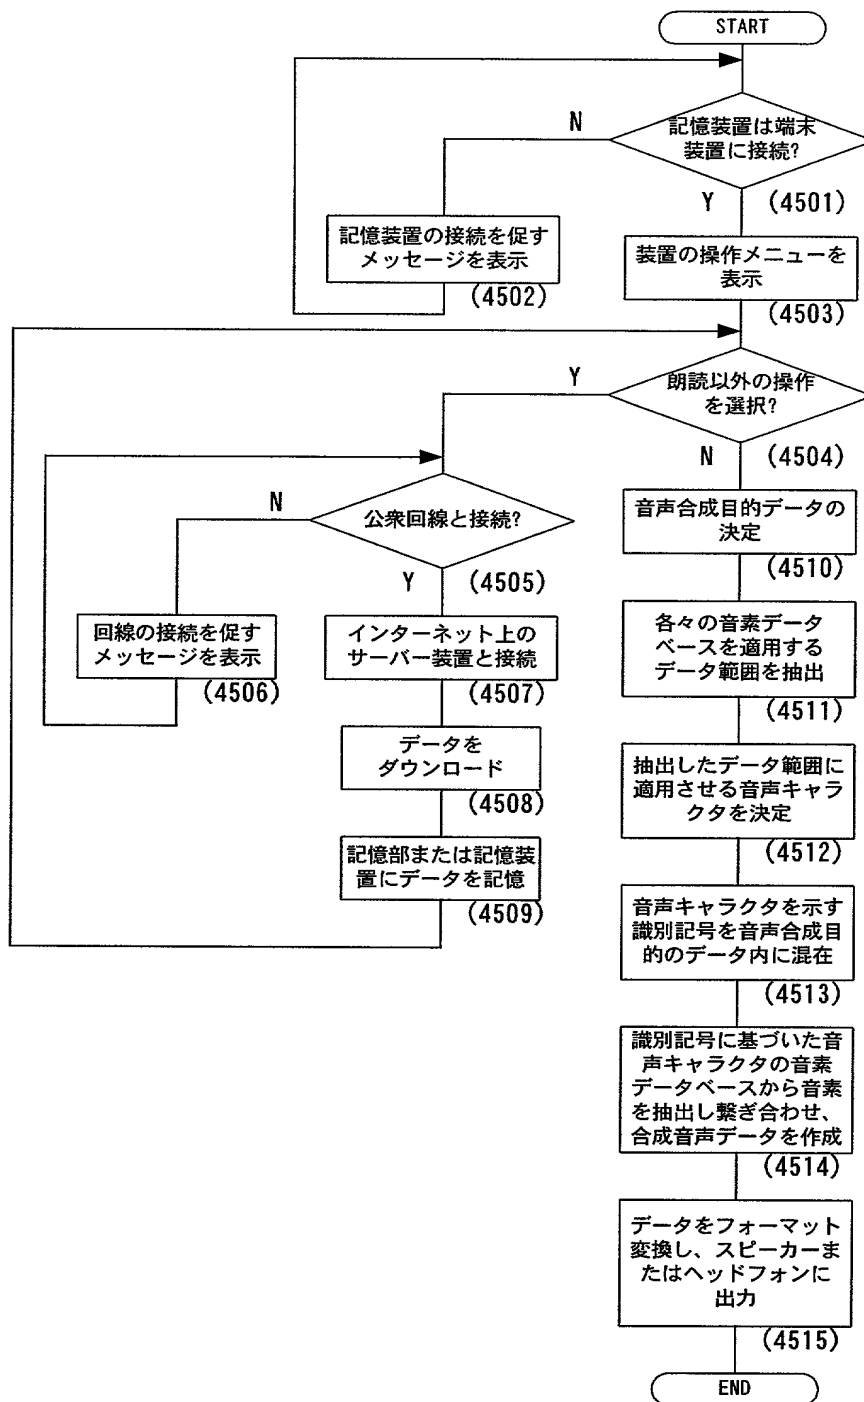 START
記憶装置は端末
装置に接続?
N
Y
(4501)
記憶装置の接続を促す
メッセージを表示
(4502)
装置の操作メニューを
表示
(4503)
朗読以外の操作
を選択?
Y
N
(4504)
公衆回線と接続?
N
Y
(4505)
回線の接続を促す
メッセージを表示
(4506)
インターネット上の
サーバー装置と接続
(4507)
データを
ダウンロード
(4508)
記憶部または記憶装
置にデータを記憶
(4509)
音声合成目的データの
決定
(4510)
各々の音素データ
ベースを適用する
データ範囲を抽出
(4511)
抽出したデータ範囲に
適用させる音声キャラ
クタを決定
(4512)
音声キャラクタを示す
識別記号を音声合成目
的のデータ内に混在
(4513)
識別記号に基づいた音
声キャラクタの音素
データベースから音素
を抽出し繋ぎ合わせ、
合成音声データを作成
(4514)
データをフォーマット
変換し、スピーカーま
たはヘッドフォンに
出力
(4515)
END